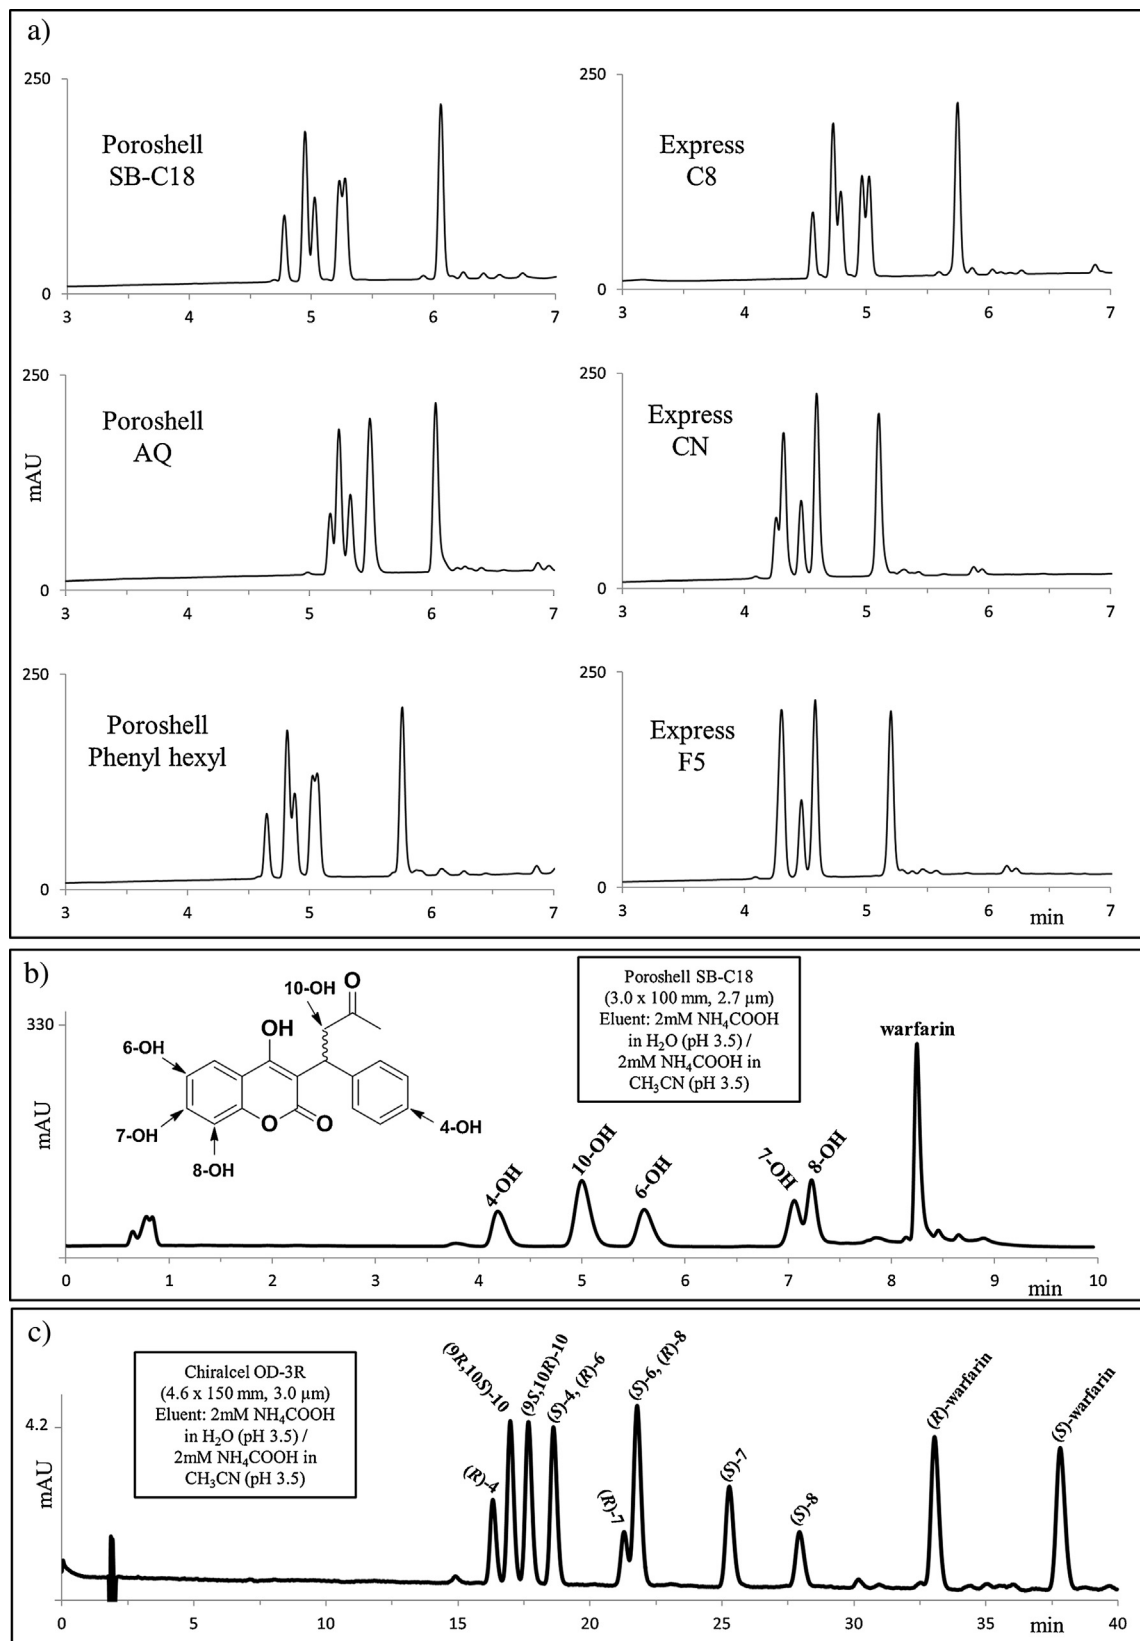 a)
250
Poroshell
SB-C18
0
3 4 5 6 7
250
Express
C8
0
3 4 5 6 7
250
Poroshell
AQ
mAU
0
3 4 5 6 7
250
Express
CN
0
3 4 5 6 7
250
Poroshell
Phenyl hexyl
0
3 4 5 6 7
250
Express
F5
0
3 4 5 6 min 7
b)
330
mAU
10-OH
O
OH
6-OH
7-OH
8-OH
O
O
4-OH
Poroshell SB-C18
(3.0 x 100 mm, 2.7 µm)
Eluent: 2mM NH₄COOH
in H₂O (pH 3.5) /
2mM NH₄COOH in
CH₃CN (pH 3.5)
4-OH
10-OH
6-OH
7-OH
8-OH
warfarin
0 1 2 3 4 5 6 7 8 9 min 10
c)
4.2
mAU
Chiralcel OD-3R
(4.6 x 150 mm, 3.0 µm)
Eluent: 2mM NH₄COOH
in H₂O (pH 3.5) /
2mM NH₄COOH in
CH₃CN (pH 3.5)
(R)-4
(9R,10S)-10
(9S,10R)-10
(S)-4, (R)-6
(R)-7
(S)-6, (R)-8
(S)-7
(S)-8
(R)-warfarin
(S)-warfarin
0 5 10 15 20 25 30 35 min 40